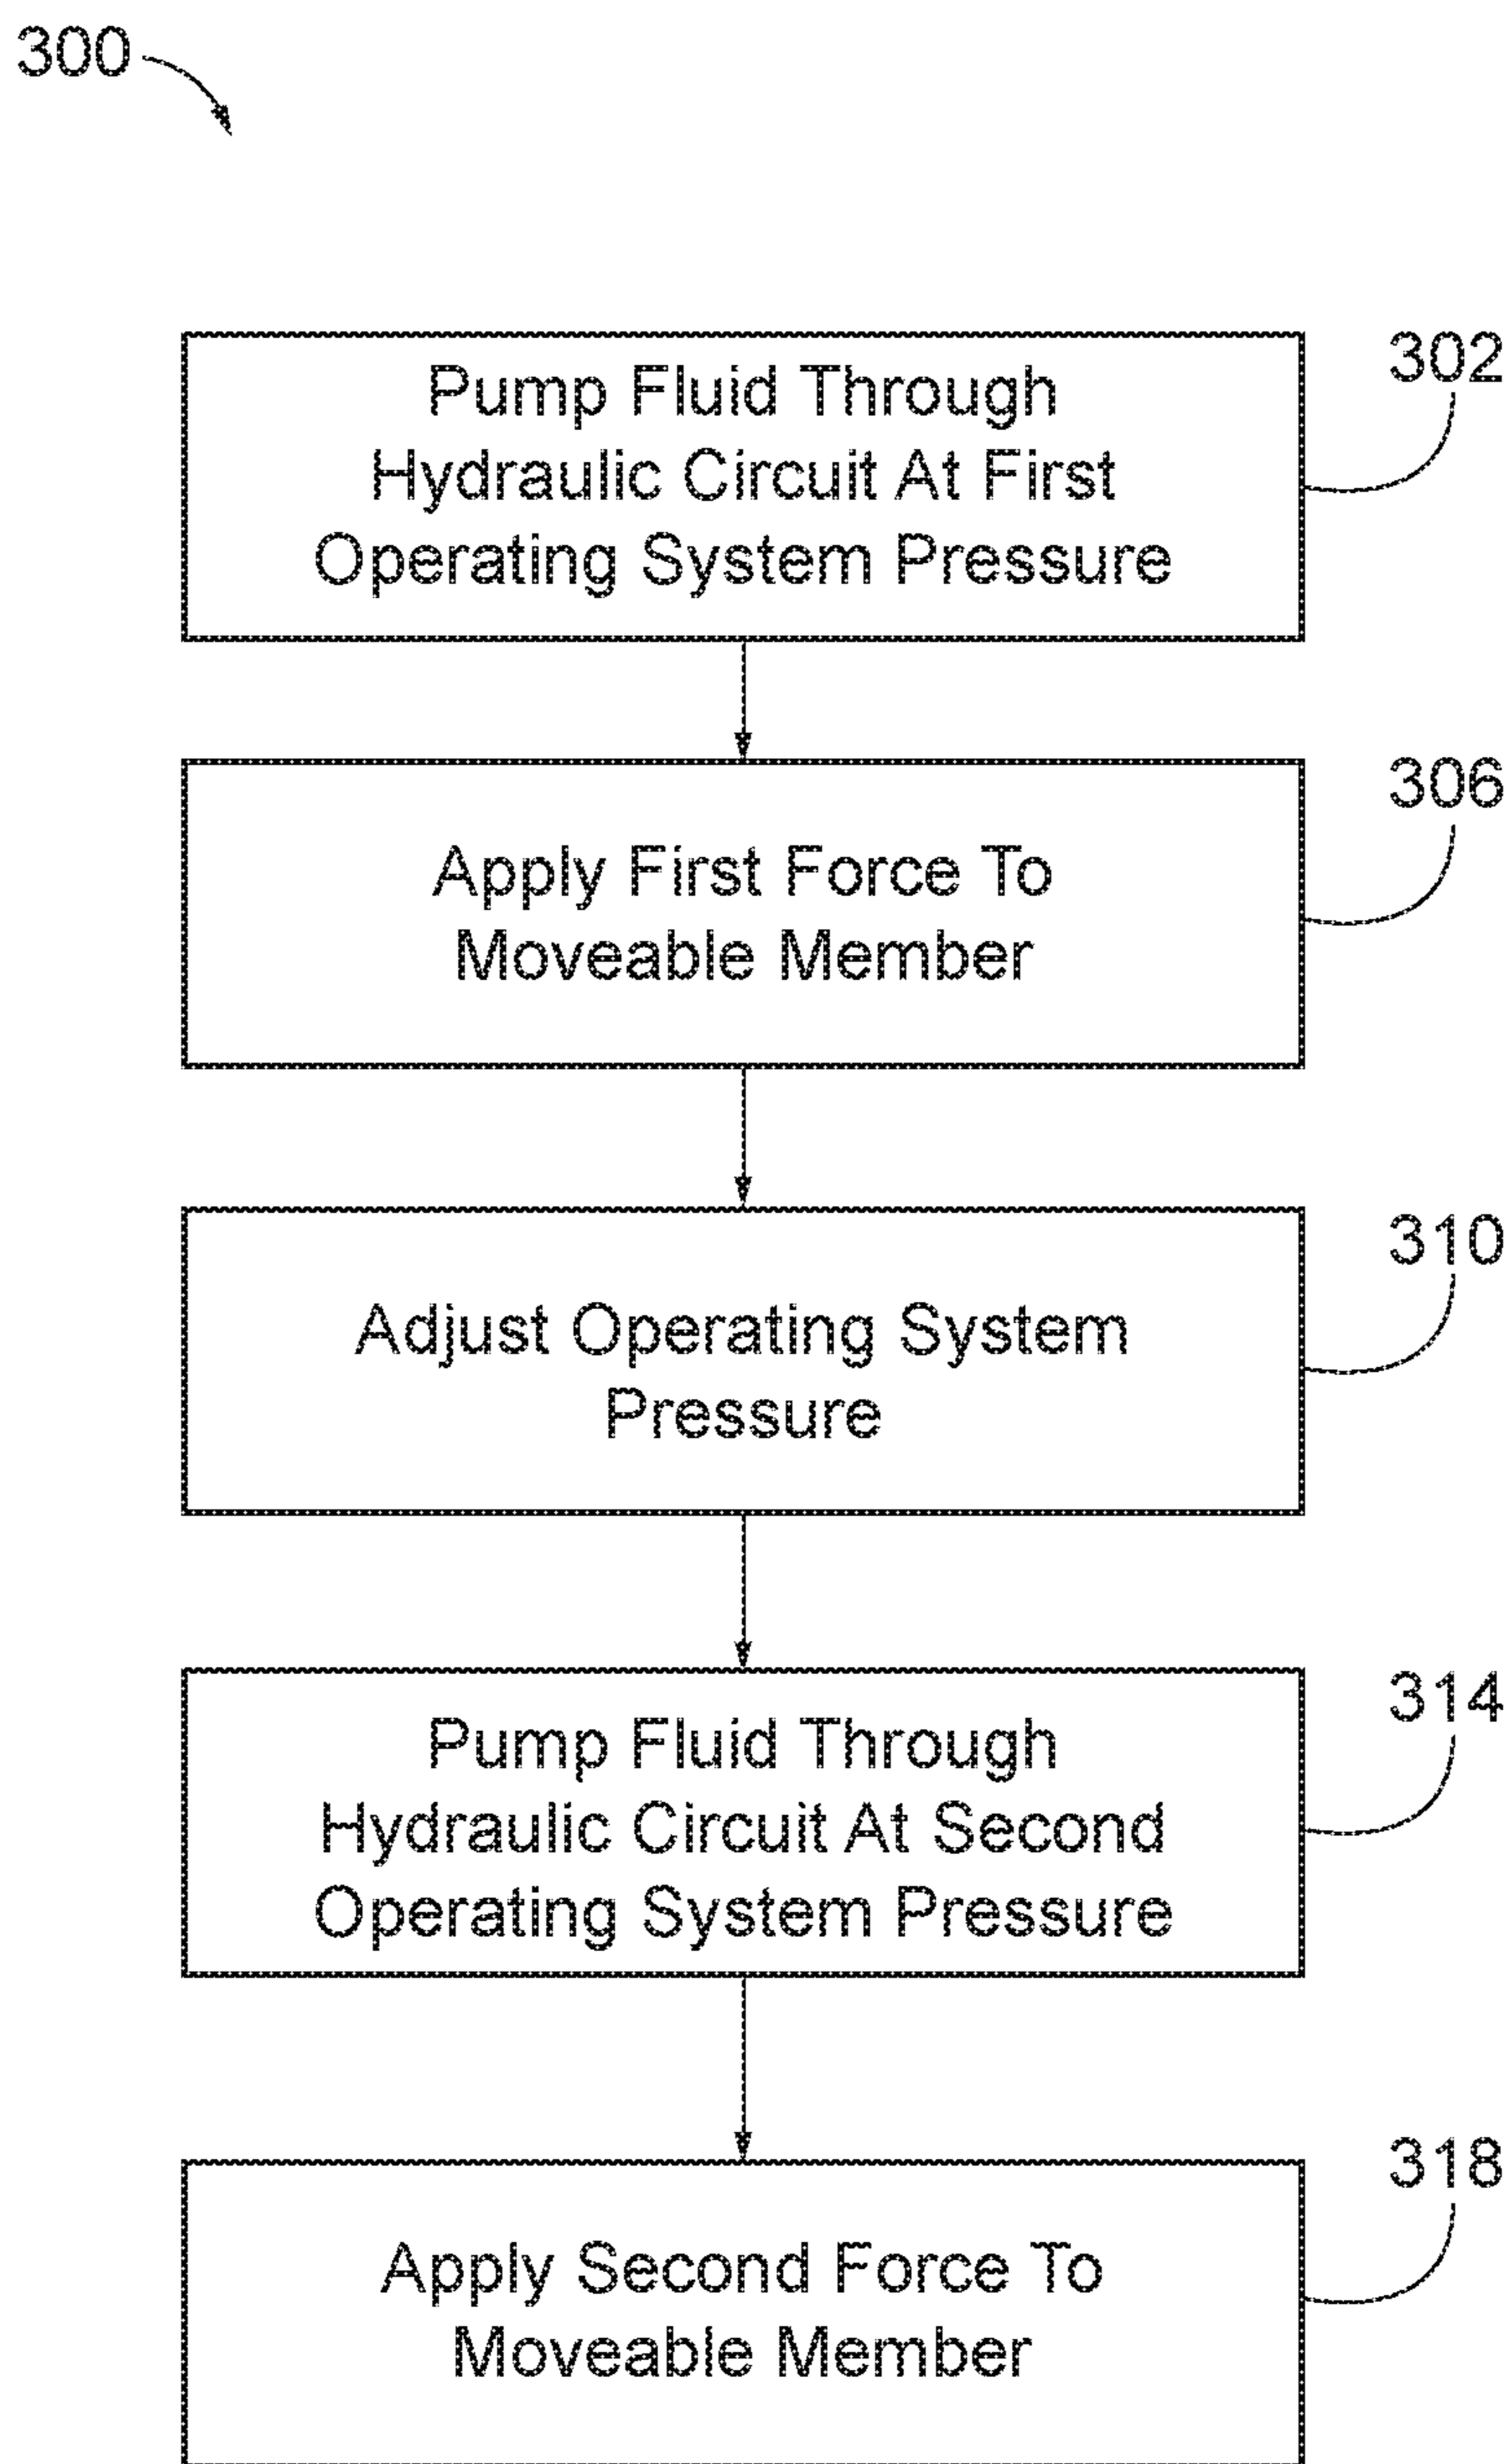 300
302
Pump Fluid Through
Hydraulic Circuit At First
Operating System Pressure
306
Apply First Force To
Moveable Member
310
Adjust Operating System
Pressure
314
Pump Fluid Through
Hydraulic Circuit At Second
Operating System Pressure
318
Apply Second Force To
Moveable Member